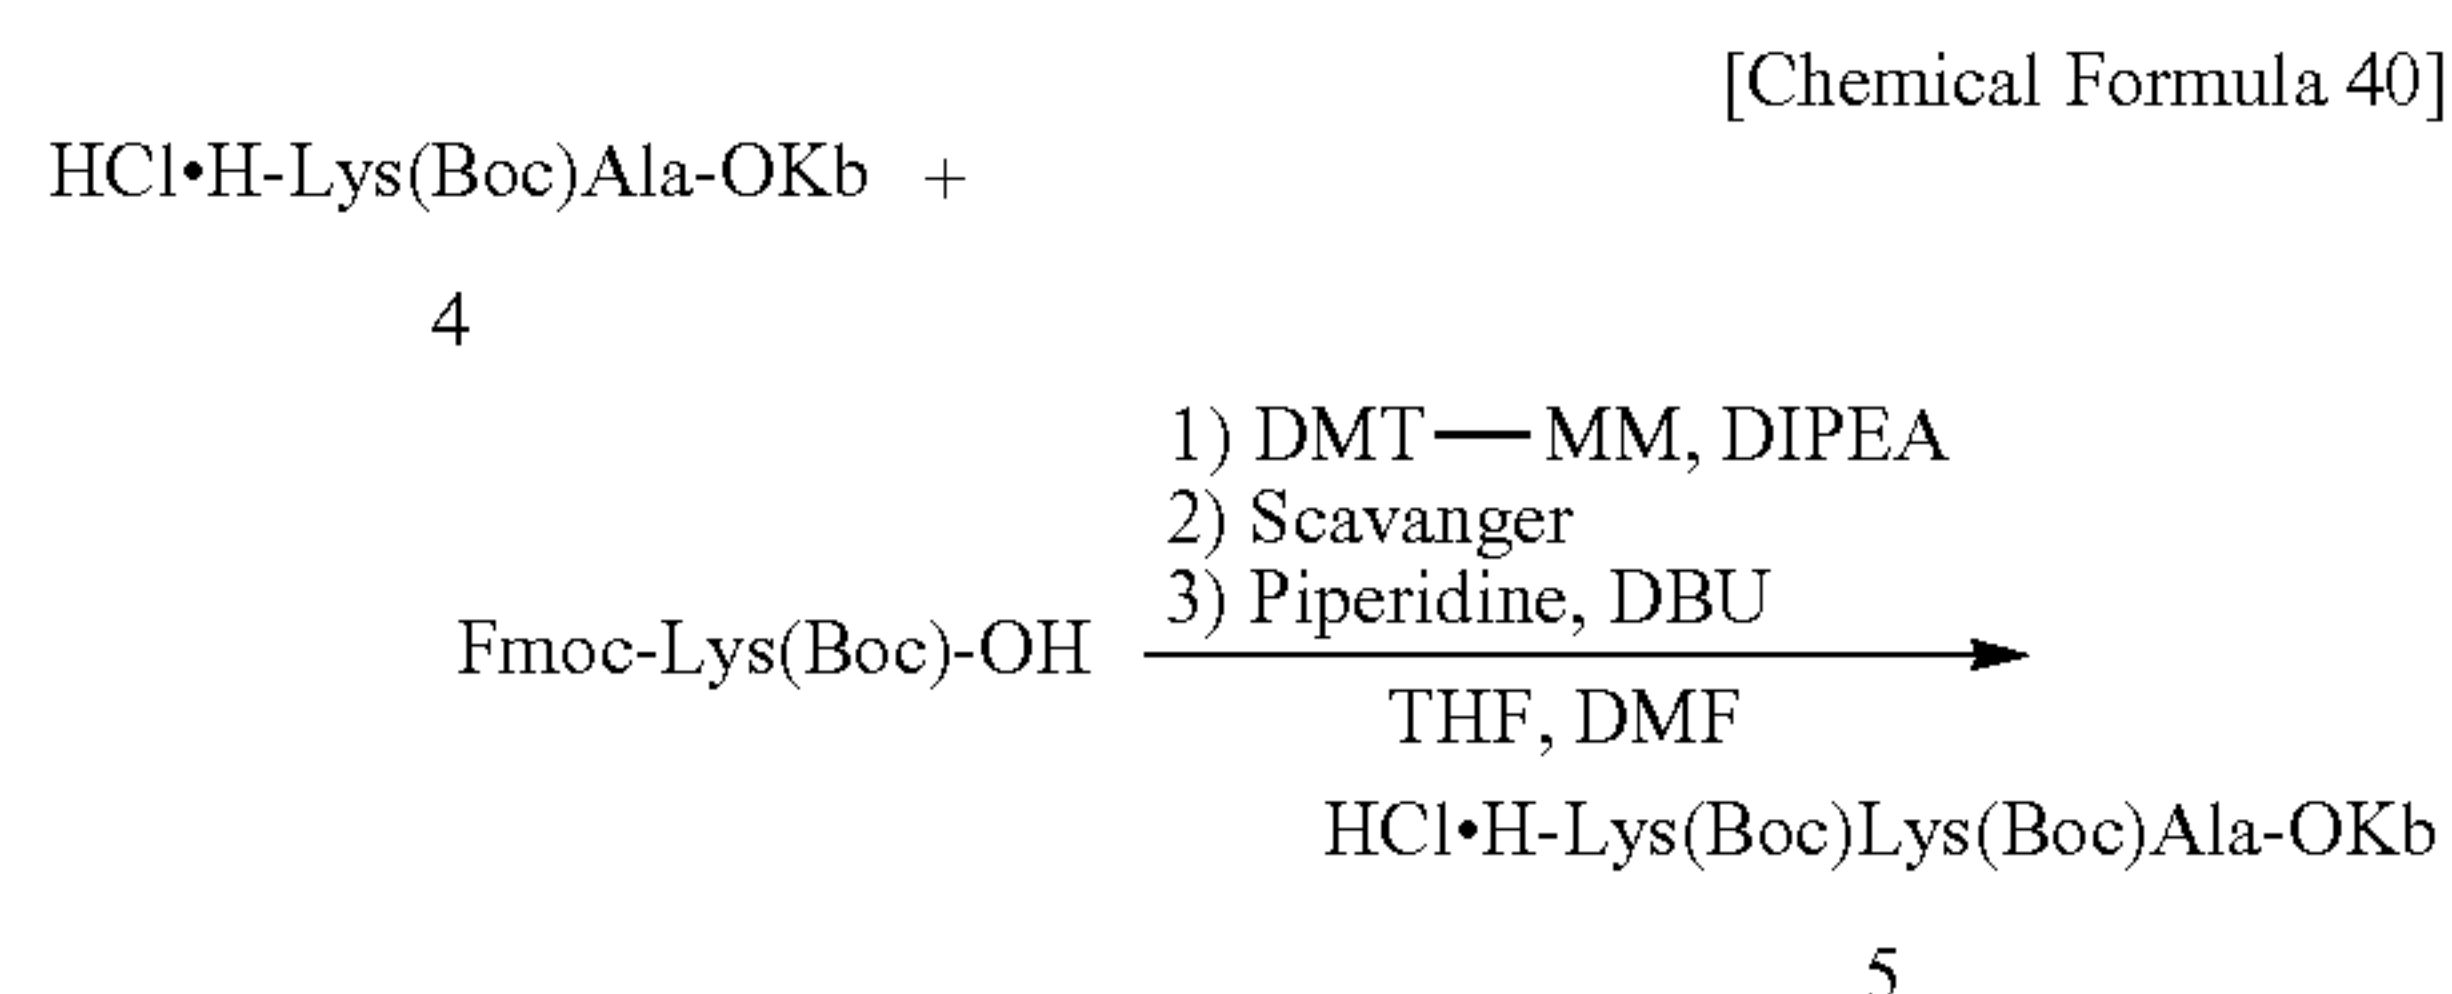 [Chemical Formula 40]
HCl•H-Lys(Boc)Ala-OKb +
4
1) DMT—MM, DIPEA
2) Scavanger
3) Piperidine, DBU
Fmoc-Lys(Boc)-OH
THF, DMF
HCl•H-Lys(Boc)Lys(Boc)Ala-OKb
5